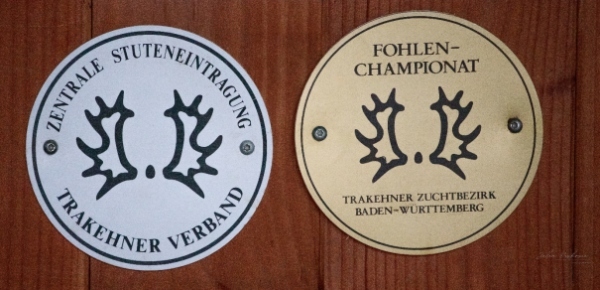 ZENTRALE STUTENEINTRAGUNG
TRAKEHNER VERBAND
FOHLEN-
CHAMPIONAT
TRAKEHNER ZUCHTBEZIRK
BADEN-WÜRTTEMBERG